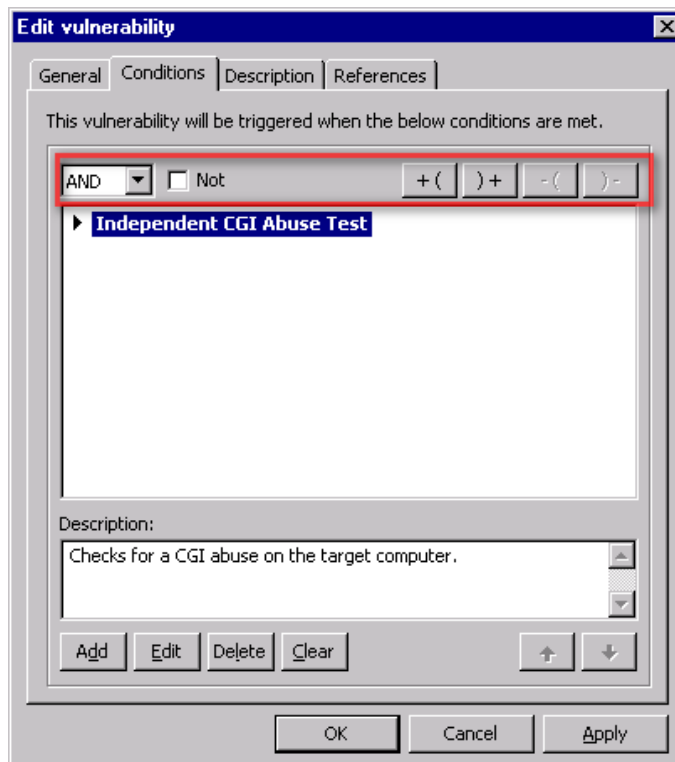 Edit vulnerability
General Conditions Description References
This vulnerability will be triggered when the below conditions are met.
AND Not +( )+ -( )-
Independent CGI Abuse Test
Description:
Checks for a CGI abuse on the target computer.
Add Edit Delete Clear
OK Cancel Apply